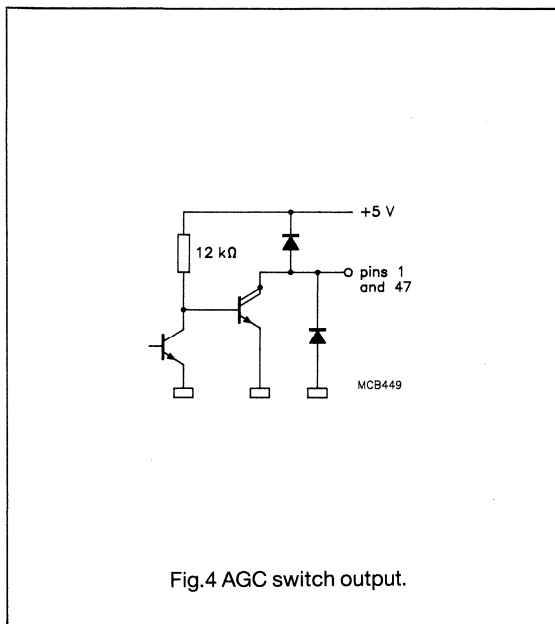 +5 V
12 kΩ
pins 1
and 47
MCB449
Fig.4 AGC switch output.